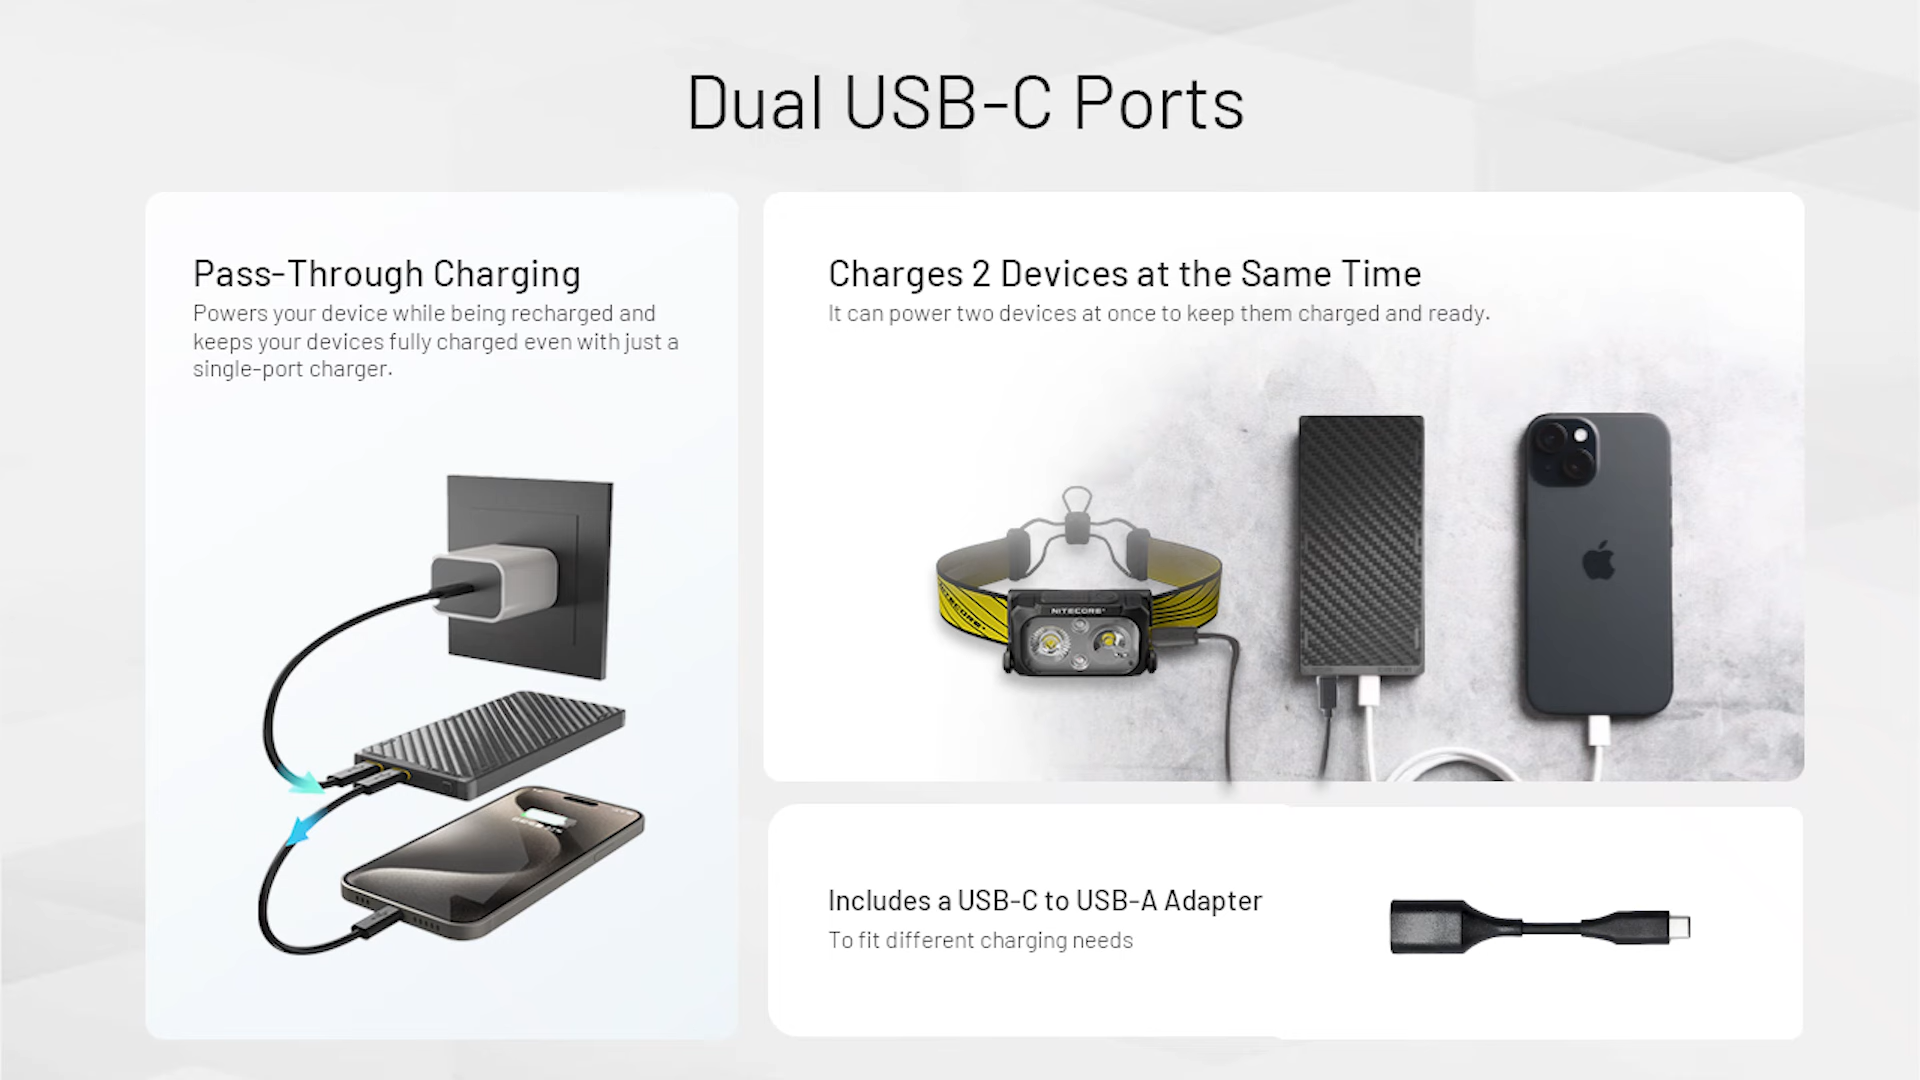 Dual USB-C Ports
Pass-Through Charging
Powers your device while being recharged and
keeps your devices fully charged even with just a
single-port charger.
Charges 2 Devices at the Same Time
It can power two devices at once to keep them charged and ready.
NITECORE
NITECORE
Includes a USB-C to USB-A Adapter
To fit different charging needs